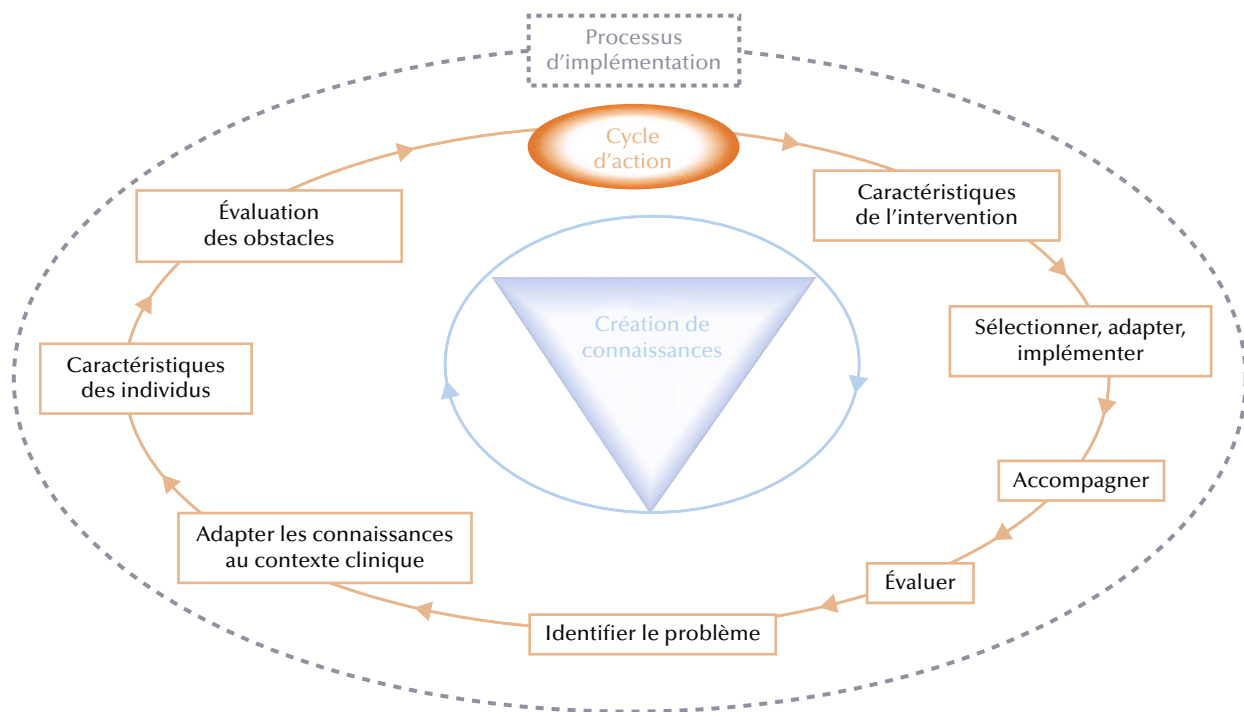 Processus
d’implémentation
Cycle
d’action
Évaluation
des obstacles
Caractéristiques
de l’intervention
Création de
connaissances
Sélectionner, adapter,
implémenter
Caractéristiques
des individus
Accompagner
Adapter les connaissances
au contexte clinique
Évaluer
Identifier le problème